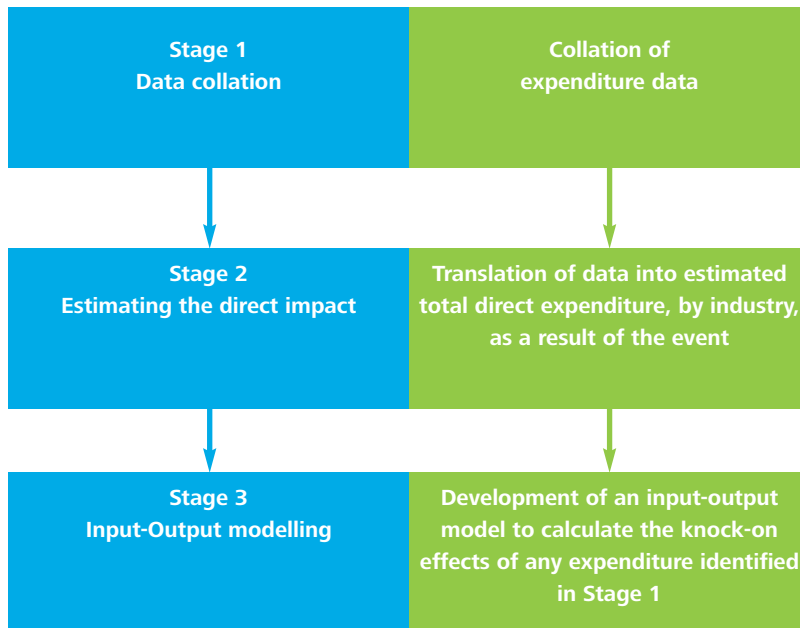 Stage 1
Data collation
Collation of
expenditure data
Stage 2
Estimating the direct impact
Translation of data into estimated
total direct expenditure, by industry,
as a result of the event
Stage 3
Input-Output modelling
Development of an input-output
model to calculate the knock-on
effects of any expenditure identified
in Stage 1